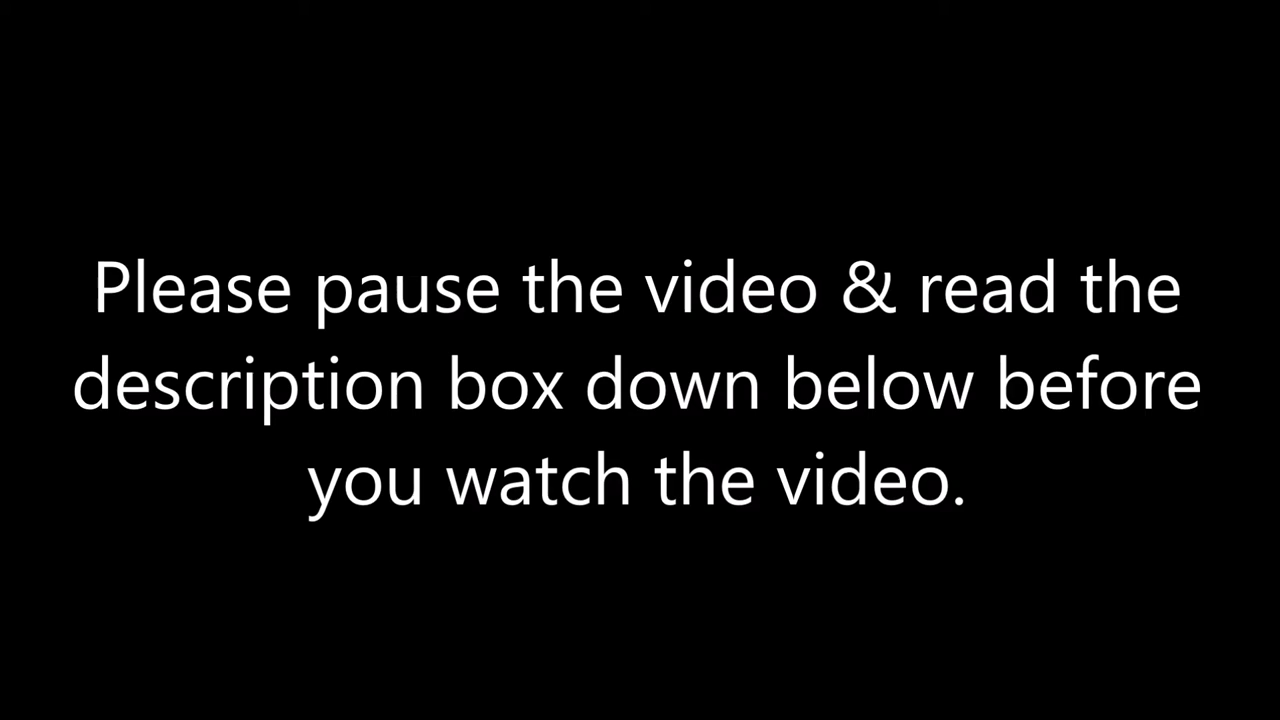 Please pause the video & read the
description box down below before
you watch the video.